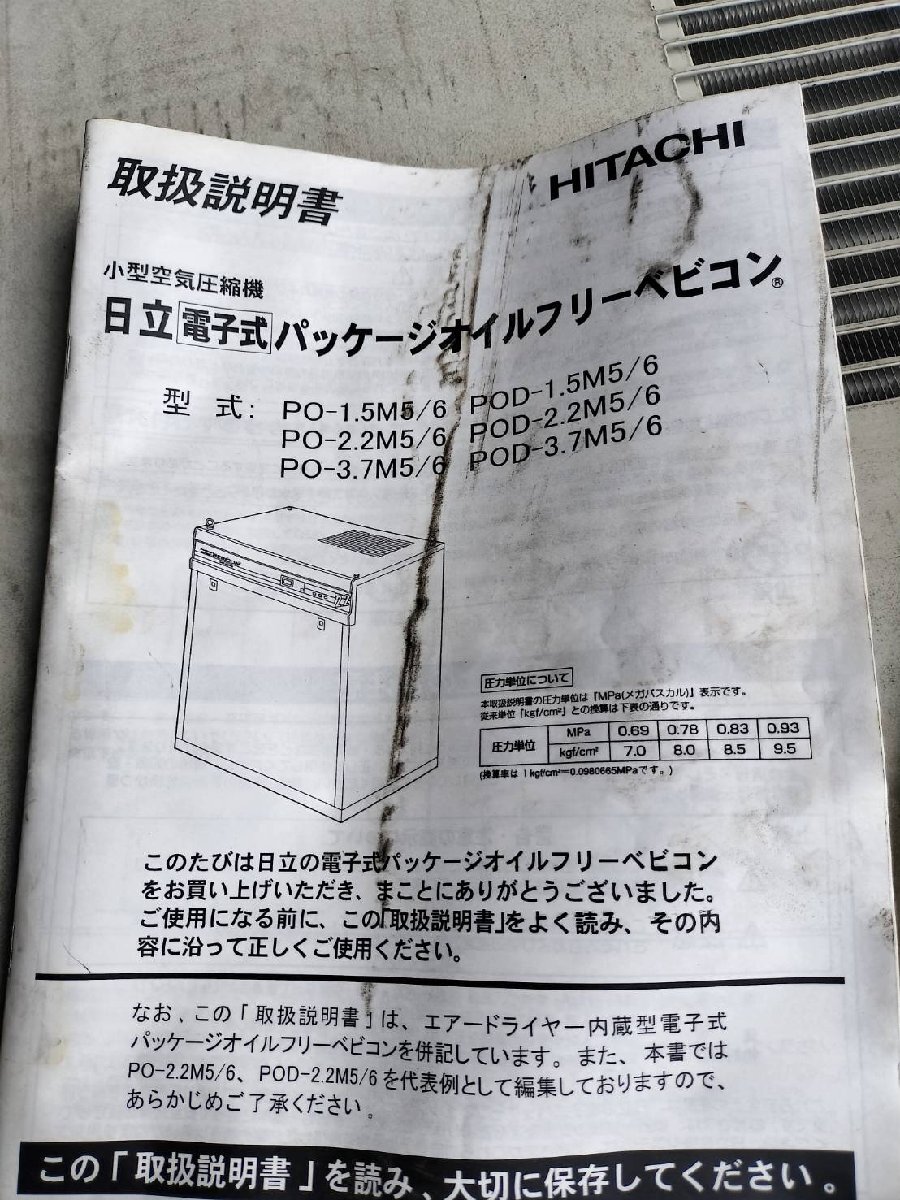 HITACHI
取扱説明書
小型空気圧縮機
日立電子式パッケージオイルフリーベビコン®
型 式: PO-1.5M5/6 POD-1.5M5/6
PO-2.2M5/6 POD-2.2M5/6
PO-3.7M5/6 POD-3.7M5/6
圧力単位について
本取扱説明書の圧力単位は「MPa(メガパスカル)」表示です。
従来単位「kgf/cm²」との換算は下表の通りです。
圧力単位 MPa 0.69 0.78 0.83 0.93
kgf/cm² 7.0 8.0 8.5 9.5
(換算率は1kgf/cm²=0.0980665MPaです。)
このたびは日立の電子式パッケージオイルフリーベビコン
をお買い上げいただき、まことにありがとうございました。
ご使用になる前に、この「取扱説明書」をよく読み、その内
容に沿って正しくご使用ください。
なお、この「取扱説明書」は、エアードライヤー内蔵型電子式
パッケージオイルフリーベビコンを併記しています。また、本書では
PO-2.2M5/6、POD-2.2M5/6を代表例として編集しておりますので、
あらかじめご了承ください。
この「取扱説明書」を読み、大切に保存してください。